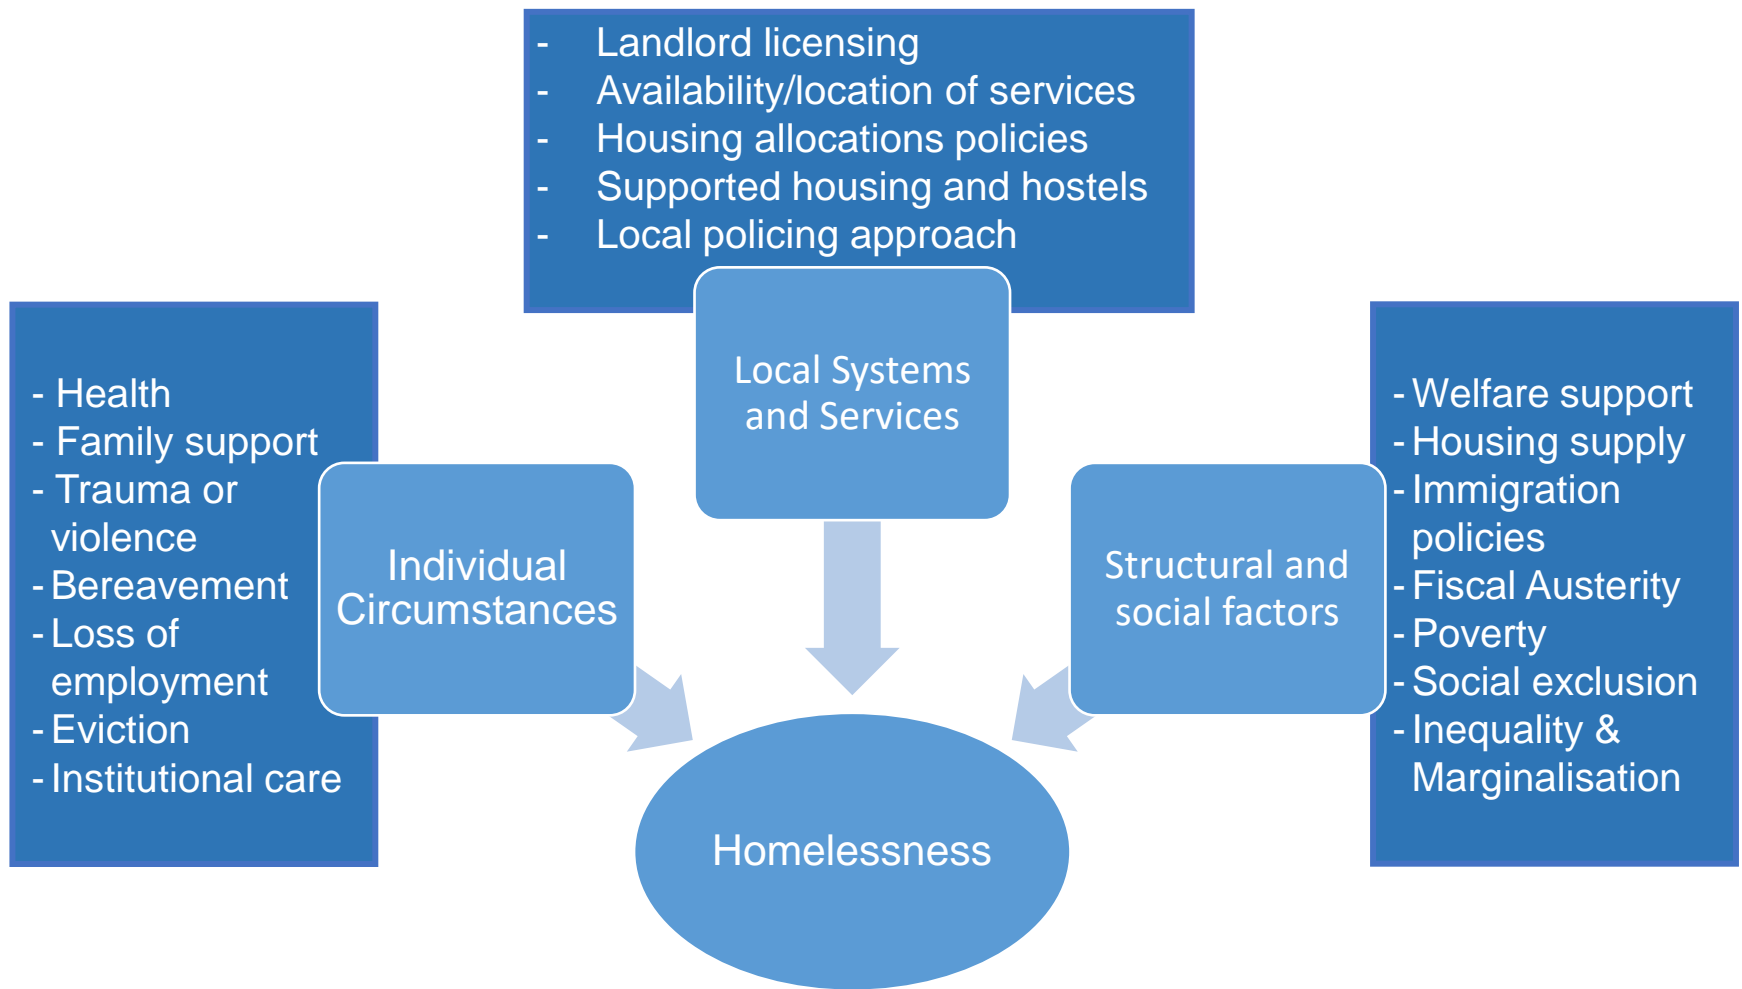 - Landlord licensing
- Availability/location of services
- Housing allocations policies
- Supported housing and hostels
- Local policing approach
Local Systems
and Services
- Health
- Family support
- Trauma or
violence
- Bereavement
- Loss of
employment
- Eviction
- Institutional care
Individual
Circumstances
Structural and
social factors
- Welfare support
- Housing supply
- Immigration
policies
- Fiscal Austerity
- Poverty
- Social exclusion
- Inequality &
Marginalisation
Homelessness